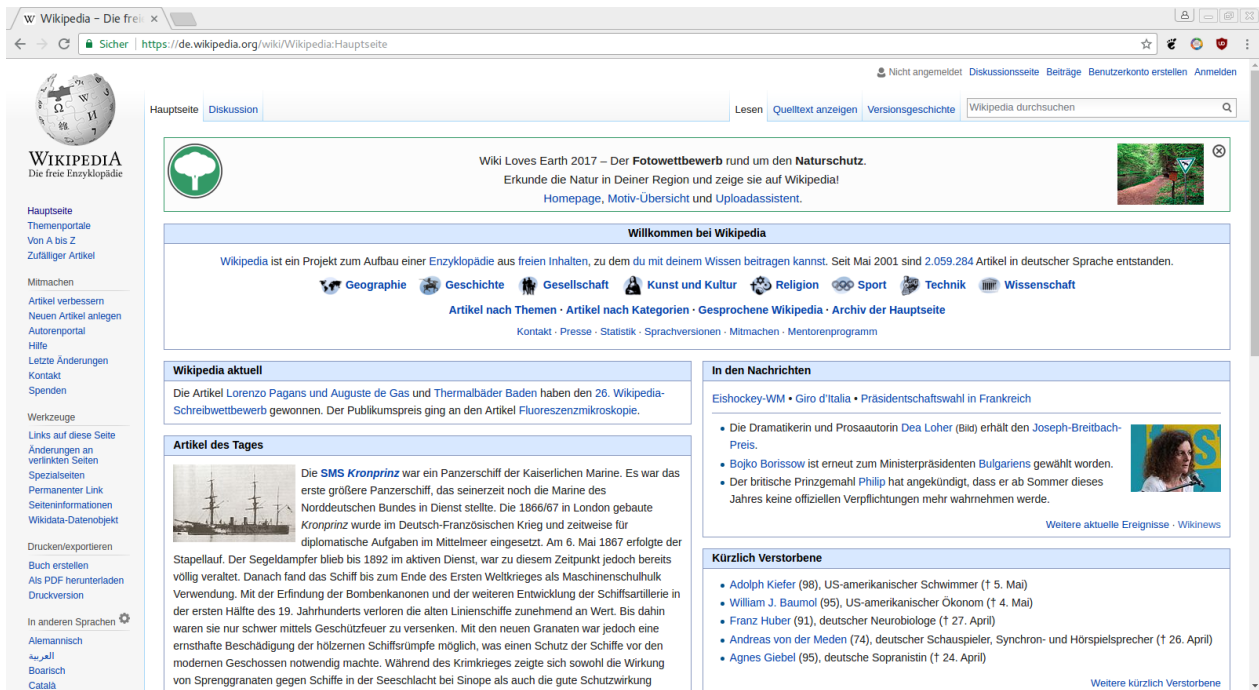 Wikipedia – Die frei
Sicher
https://de.wikipedia.org/wiki/Wikipedia:Hauptseite
Nicht angemeldet Diskussionsseite Beiträge Benutzerkonto erstellen Anmelden
Hauptseite Diskussion
Lesen Quelltext anzeigen Versionsgeschichte
Wikipedia durchsuchen
WIKIPEDIA
Die freie Enzyklopädie
Hauptseite
Themenportale
Von A bis Z
Zufälliger Artikel
Mitmachen
Artikel verbessern
Neuen Artikel anlegen
Autorenportal
Hilfe
Letzte Änderungen
Kontakt
Spenden
Werkzeuge
Links auf diese Seite
Änderungen an
verlinkten Seiten
Spezialseiten
Permanenter Link
Seiteninformationen
Wikidata-Datenobjekt
Drucken/exportieren
Buch erstellen
Als PDF herunterladen
Druckversion
In anderen Sprachen
Alemannisch
العربية
Boarisch
Català
Wiki Loves Earth 2017 – Der Fotowettbewerb rund um den Naturschutz.
Erkunde die Natur in Deiner Region und zeige sie auf Wikipedia!
Homepage, Motiv-Übersicht und Uploadassistent.
Willkommen bei Wikipedia
Wikipedia ist ein Projekt zum Aufbau einer Enzyklopädie aus freien Inhalten, zu dem du mit deinem Wissen beitragen kannst. Seit Mai 2001 sind 2.059.284 Artikel in deutscher Sprache entstanden.
Geographie Geschichte Gesellschaft Kunst und Kultur Religion Sport Technik Wissenschaft
Artikel nach Themen · Artikel nach Kategorien · Gesprochene Wikipedia · Archiv der Hauptseite
Kontakt · Presse · Statistik · Sprachversionen · Mitmachen · Mentorenprogramm
Wikipedia aktuell
Die Artikel Lorenzo Pagans und Auguste de Gas und Thermalbäder Baden haben den 26. Wikipedia-
Schreibwettbewerb gewonnen. Der Publikumspreis ging an den Artikel Fluoreszenzmikroskopie.
Artikel des Tages
Die SMS Kronprinz war ein Panzerschiff der Kaiserlichen Marine. Es war das
erste größere Panzerschiff, das seinerzeit noch die Marine des
Norddeutschen Bundes in Dienst stellte. Die 1866/67 in London gebaute
Kronprinz wurde im Deutsch-Französischen Krieg und zeitweise für
diplomatische Aufgaben im Mittelmeer eingesetzt. Am 6. Mai 1867 erfolgte der
Stapellauf. Der Segeldampfer blieb bis 1892 im aktiven Dienst, war zu diesem Zeitpunkt jedoch bereits
völlig veraltet. Danach fand das Schiff bis zum Ende des Ersten Weltkrieges als Maschinenschulhulk
Verwendung. Mit der Erfindung der Bombenkanonen und der weiteren Entwicklung der Schiffsartillerie in
der ersten Hälfte des 19. Jahrhunderts verloren die alten Linienschiffe zunehmend an Wert. Bis dahin
waren sie nur schwer mittels Geschützfeuer zu versenken. Mit den neuen Granaten war jedoch eine
ernsthafte Beschädigung der hölzernen Schiffsrümpfe möglich, was einen Schutz der Schiffe vor den
modernen Geschossen notwendig machte. Während des Krimkrieges zeigte sich sowohl die Wirkung
von Sprenggranaten gegen Schiffe in der Seeschlacht bei Sinope als auch die gute Schutzwirkung
In den Nachrichten
Eishockey-WM • Giro d'Italia • Präsidentschaftswahl in Frankreich
• Die Dramatikerin und Prosaautorin Dea Loher (Bild) erhält den Joseph-Breitbach-
Preis.
• Bojko Borissow ist erneut zum Ministerpräsidenten Bulgariens gewählt worden.
• Der britische Prinzgemahl Philip hat angekündigt, dass er ab Sommer dieses
Jahres keine offiziellen Verpflichtungen mehr wahrnehmen werde.
Weitere aktuelle Ereignisse · Wikinews
Kürzlich Verstorbene
• Adolph Kiefer (98), US-amerikanischer Schwimmer († 5. Mai)
• William J. Baumol (95), US-amerikanischer Ökonom († 4. Mai)
• Franz Huber (91), deutscher Neurobiologe († 27. April)
• Andreas von der Meden (74), deutscher Schauspieler, Synchron- und Hörspielsprecher († 26. April)
• Agnes Giebel (95), deutsche Sopranistin († 24. April)
Weitere kürzlich Verstorbene